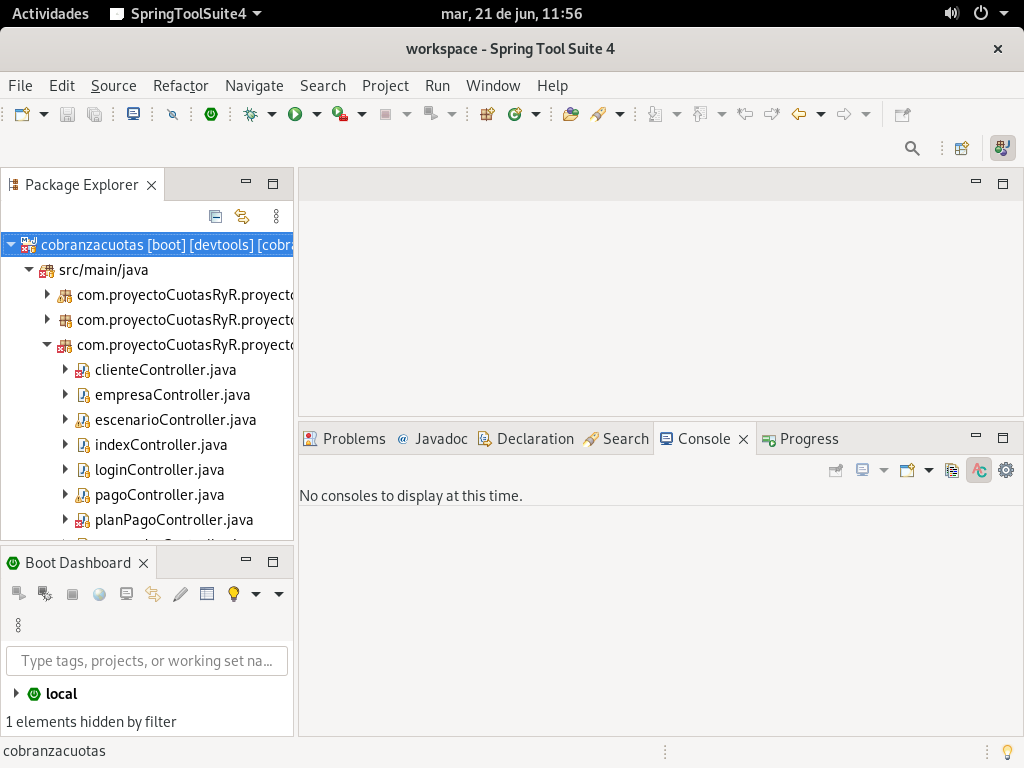 Actividades SpringToolSuite4 mar, 21 de jun, 11:56
workspace - Spring Tool Suite 4
File Edit Source Refactor Navigate Search Project Run Window Help
Package Explorer
cobranzacuotas [boot] [devtools] [cobra
src/main/java
com.proyectoCuotasRyR.proyecto
com.proyectoCuotasRyR.proyecto
com.proyectoCuotasRyR.proyecto
clienteController.java
empresaController.java
escenarioController.java
indexController.java
loginController.java
pagoController.java
planPagoController.java
Problems Javadoc Declaration Search Console Progress
No consoles to display at this time.
Boot Dashboard
Type tags, projects, or working set na...
local
1 elements hidden by filter
cobranzacuotas